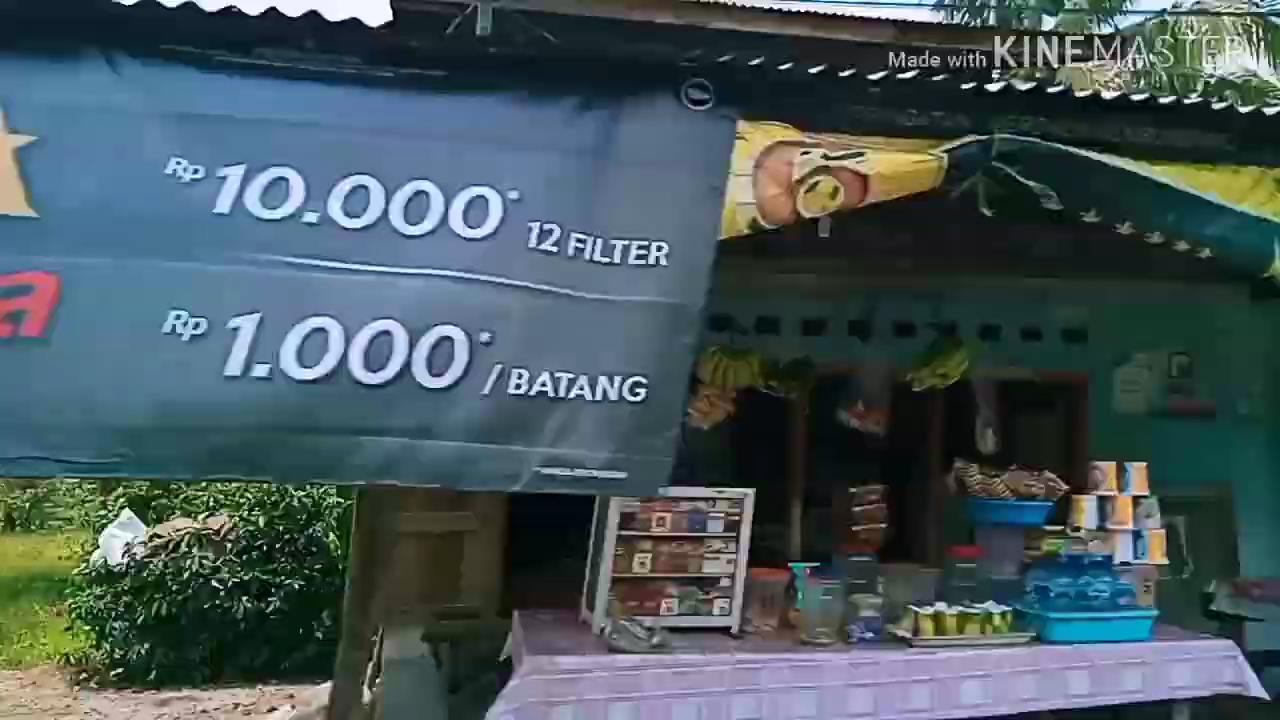 Made with KINEMASTER
Rp 10.000* 12 FILTER
a
Rp 1.000* / BATANG